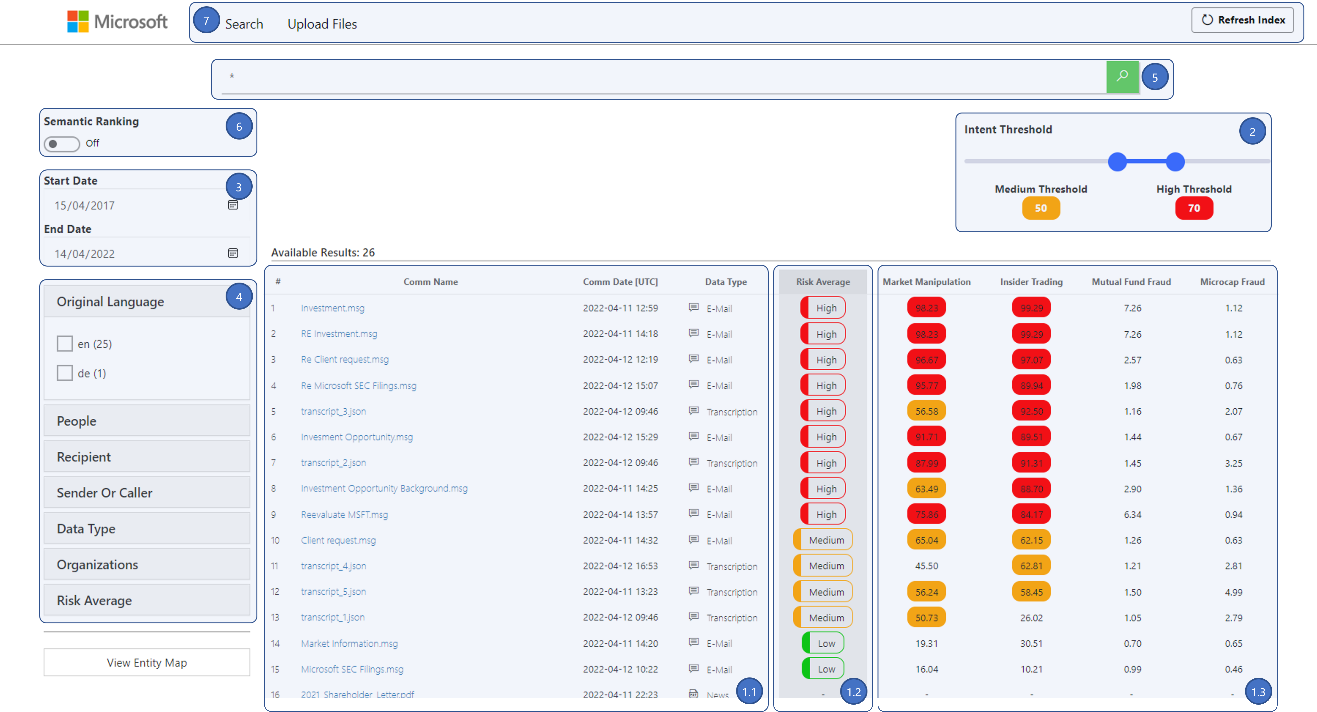 Microsoft
7 Search Upload Files Refresh Index
* 5
Semantic Ranking 6
Off
Intent Threshold 2
Medium Threshold High Threshold
50 70
Start Date 3
15/04/2017
End Date
14/04/2022
Original Language 4
en (25)
de (1)
People
Recipient
Sender Or Caller
Data Type
Organizations
Risk Average
View Entity Map
Available Results: 26
# Comm Name Comm Date [UTC] Data Type Risk Average Market Manipulation Insider Trading Mutual Fund Fraud Microcap Fraud
1 Investment.msg 2022-04-11 12:59 E-Mail High 98.23 99.29 7.26 1.12
2 RE Investment.msg 2022-04-11 14:18 E-Mail High 98.23 99.29 7.26 1.12
3 Re Client request.msg 2022-04-12 12:19 E-Mail High 96.67 97.07 2.57 0.63
4 Re Microsoft SEC Filings.msg 2022-04-12 15:07 E-Mail High 95.77 89.94 1.98 0.76
5 transcript_3.json 2022-04-12 09:46 Transcription High 56.58 92.50 1.16 2.07
6 Invesment Opportunity.msg 2022-04-12 15:29 E-Mail High 91.71 89.51 1.44 0.67
7 transcript_2.json 2022-04-12 09:46 Transcription High 87.99 91.31 1.45 3.25
8 Investment Opportunity Background.msg 2022-04-11 14:25 E-Mail High 63.49 88.70 2.90 1.36
9 Reevaluate MSFT.msg 2022-04-14 13:57 E-Mail High 75.86 84.17 6.34 0.94
10 Client request.msg 2022-04-11 14:32 E-Mail Medium 65.04 62.15 1.26 0.63
11 transcript_4.json 2022-04-12 16:53 Transcription Medium 45.50 62.81 1.21 2.81
12 transcript_5.json 2022-04-11 13:23 Transcription Medium 56.24 58.45 1.50 4.99
13 transcript_1.json 2022-04-12 09:46 Transcription Medium 50.73 26.02 1.05 2.79
14 Market Information.msg 2022-04-11 14:20 E-Mail Low 19.31 30.51 0.70 0.65
15 Microsoft SEC Filings.msg 2022-04-12 10:22 E-Mail Low 16.04 10.21 0.99 0.46
16 2021_Shareholder_Letter.pdf 2022-04-11 22:23 News - - - - -
1.1 1.2 1.3